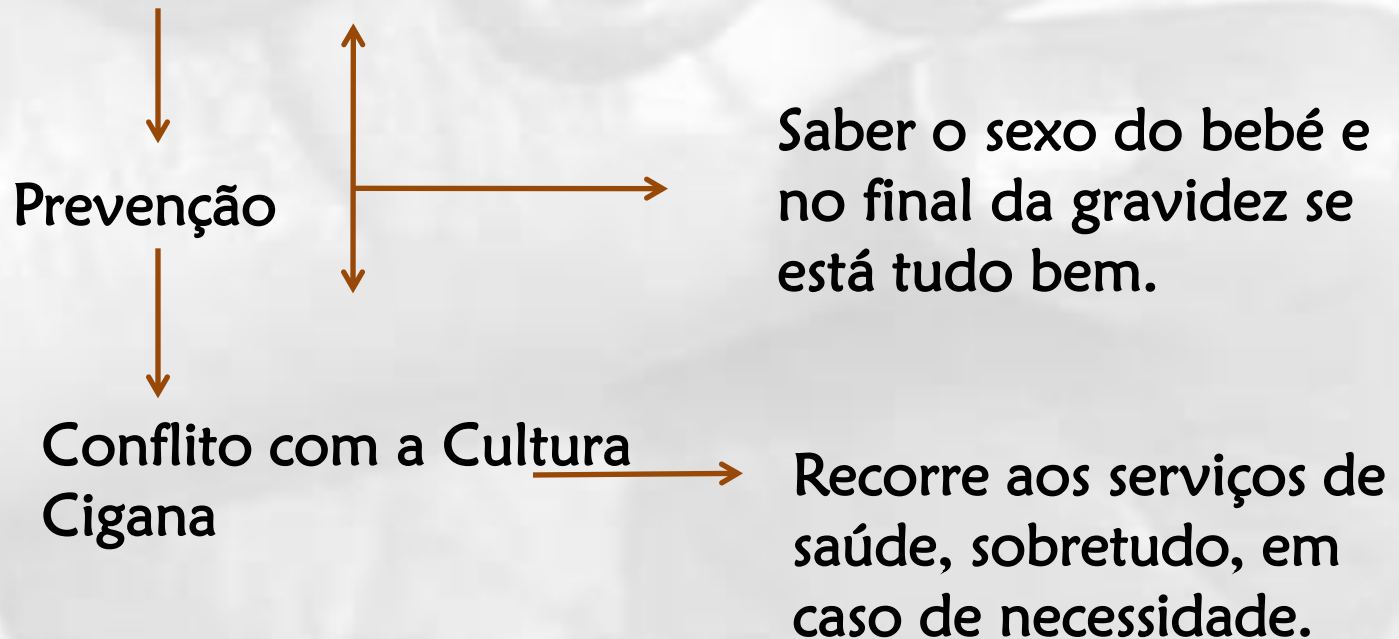 Saber o sexo do bebé e
no final da gravidez se
está tudo bem.
Prevenção
Conflito com a Cultura
Cigana
Recorre aos serviços de
saúde, sobretudo, em
caso de necessidade.